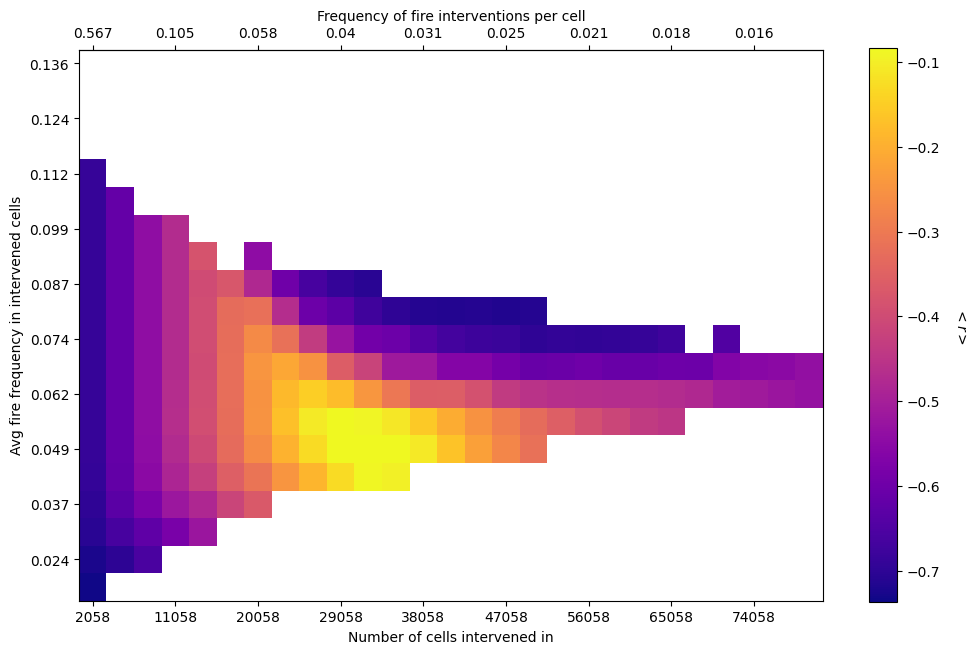 Frequency of fire interventions per cell
0.567 0.105 0.058 0.04 0.031 0.025 0.021 0.018 0.016
0.136
0.124
0.112
0.099
0.087
0.074
0.062
0.049
0.037
0.024
Avg fire frequency in intervened cells
2058 11058 20058 29058 38058 47058 56058 65058 74058
Number of cells intervened in
−0.1
−0.2
−0.3
−0.4
−0.5
−0.6
−0.7
< r >